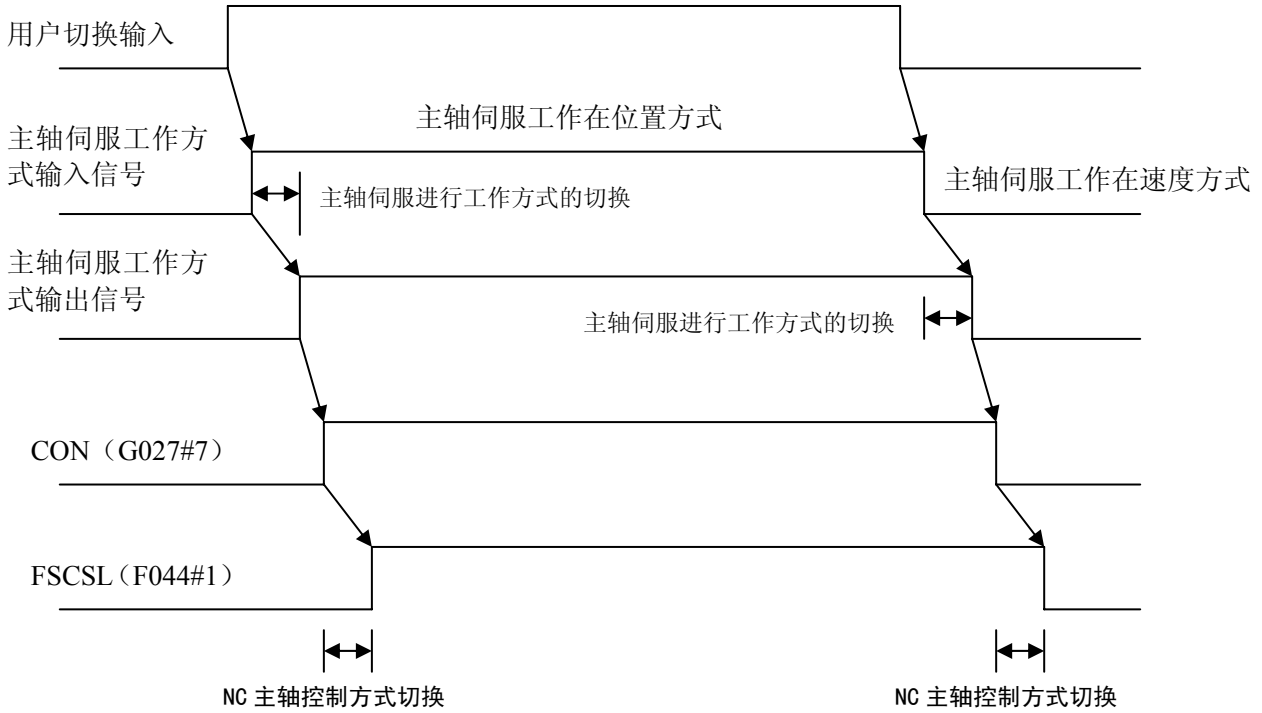 用户切换输入
主轴伺服工作在位置方式
主轴伺服工作方
式输入信号
主轴伺服工作在速度方式
主轴伺服进行工作方式的切换
主轴伺服工作方
式输出信号
主轴伺服进行工作方式的切换
CON（G027#7）
FSCSL（F044#1）
NC 主轴控制方式切换
NC 主轴控制方式切换